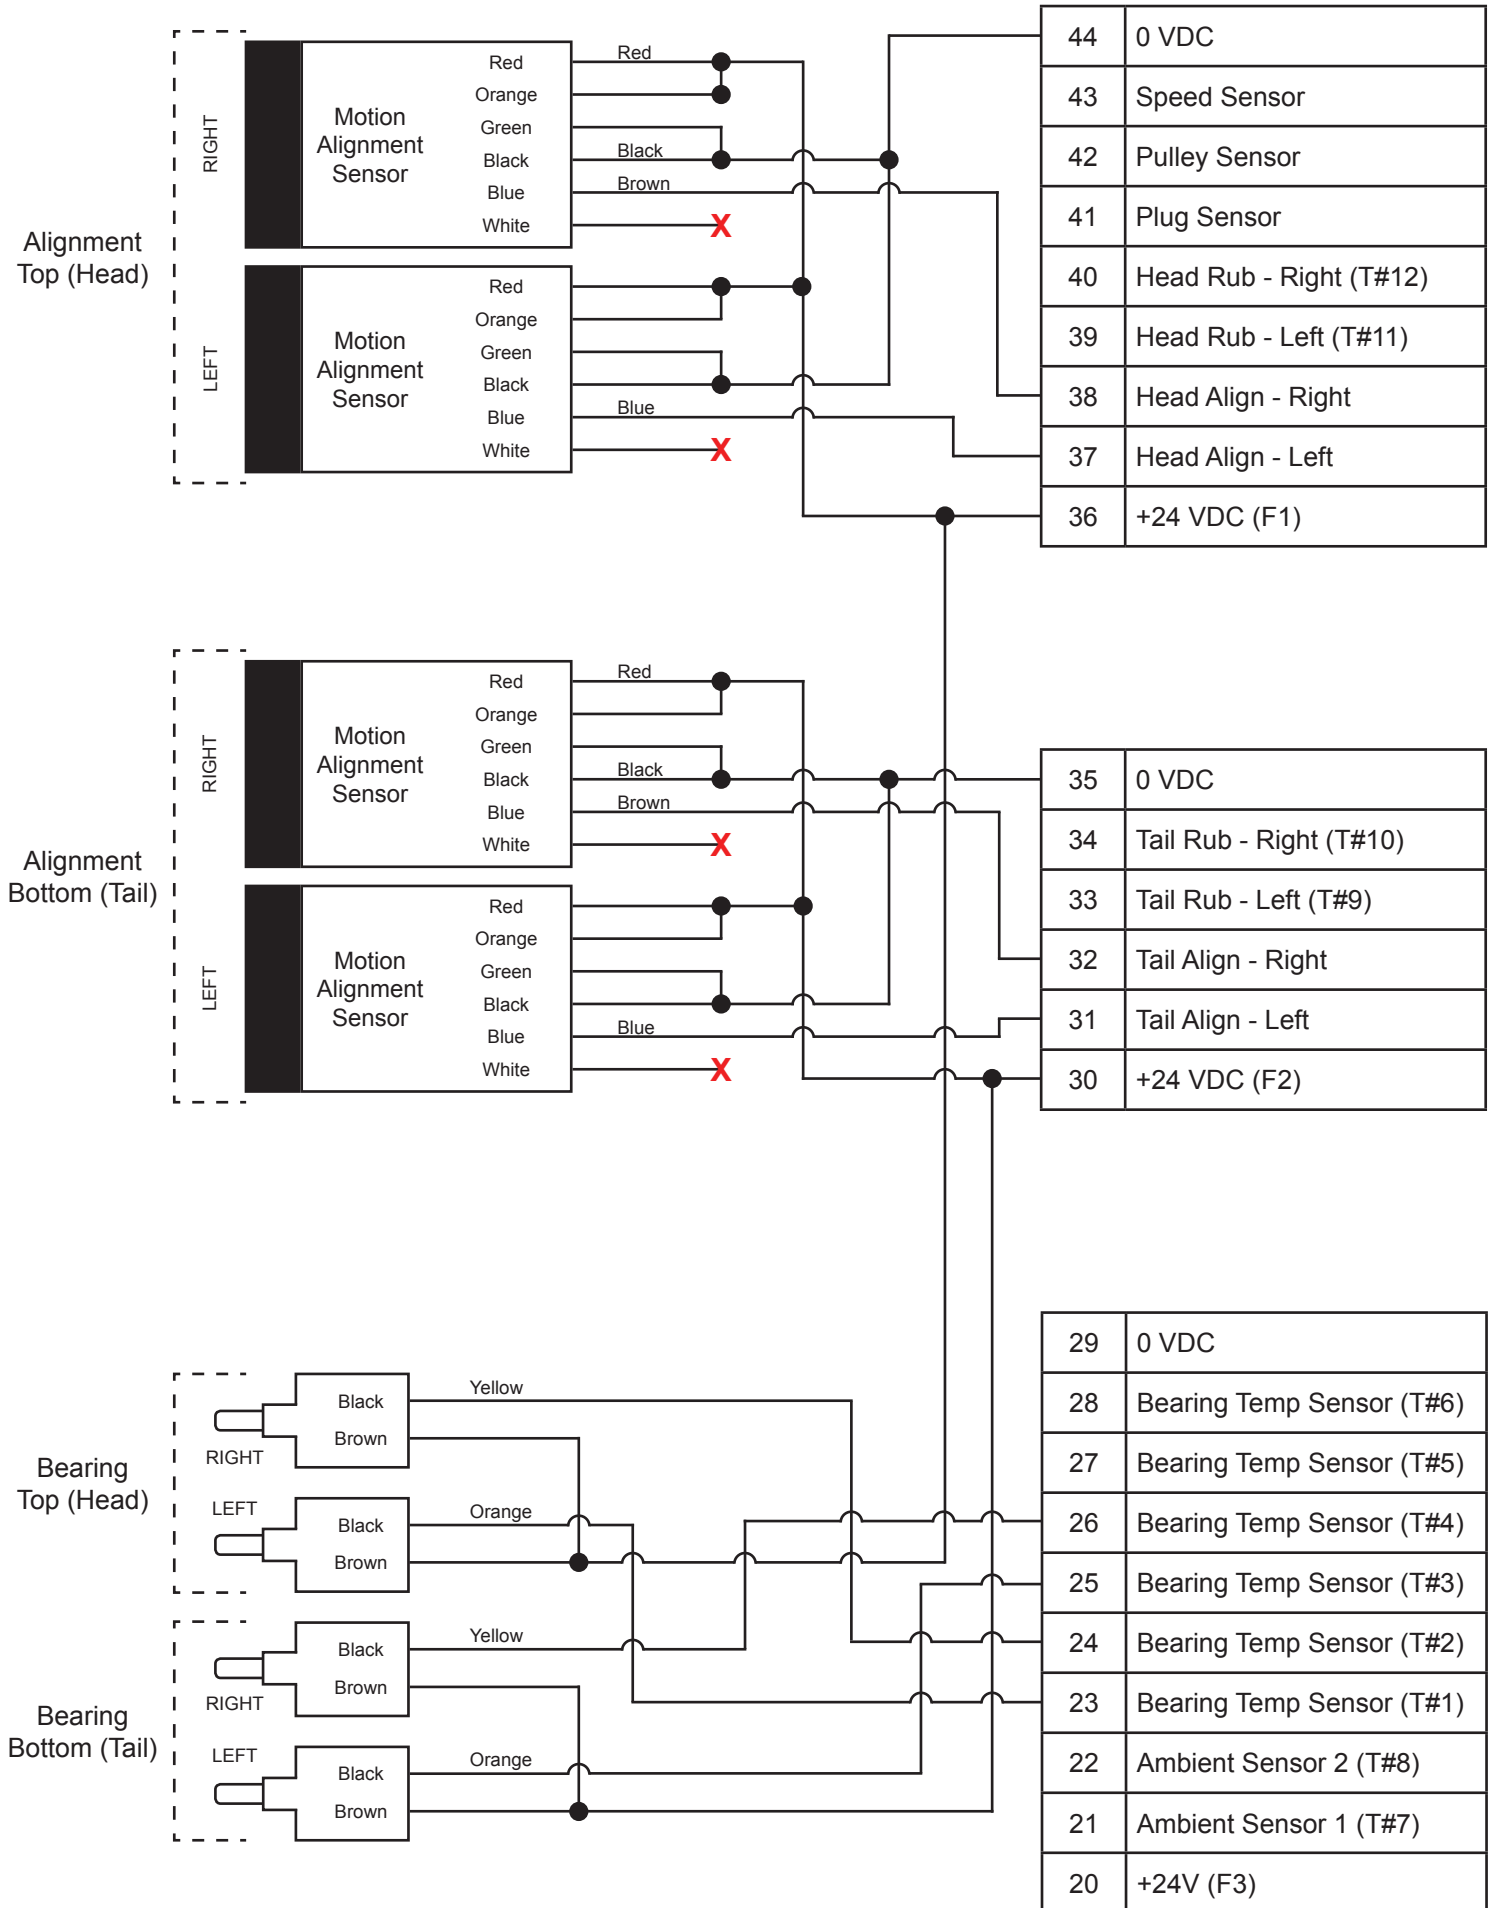 Alignment
Top (Head)
RIGHT
Motion
Alignment
Sensor
Red
Orange
Green
Black
Blue
White
Red
Black
Brown
X
LEFT
Motion
Alignment
Sensor
Red
Orange
Green
Black
Blue
White
Blue
X
44 0 VDC
43 Speed Sensor
42 Pulley Sensor
41 Plug Sensor
40 Head Rub - Right (T#12)
39 Head Rub - Left (T#11)
38 Head Align - Right
37 Head Align - Left
36 +24 VDC (F1)
Alignment
Bottom (Tail)
RIGHT
Motion
Alignment
Sensor
Red
Orange
Green
Black
Blue
White
Red
Black
Brown
X
LEFT
Motion
Alignment
Sensor
Red
Orange
Green
Black
Blue
White
Blue
X
35 0 VDC
34 Tail Rub - Right (T#10)
33 Tail Rub - Left (T#9)
32 Tail Align - Right
31 Tail Align - Left
30 +24 VDC (F2)
Bearing
Top (Head)
RIGHT
Black
Brown
Yellow
LEFT
Black
Brown
Orange
Bearing
Bottom (Tail)
RIGHT
Black
Brown
Yellow
LEFT
Black
Brown
Orange
29 0 VDC
28 Bearing Temp Sensor (T#6)
27 Bearing Temp Sensor (T#5)
26 Bearing Temp Sensor (T#4)
25 Bearing Temp Sensor (T#3)
24 Bearing Temp Sensor (T#2)
23 Bearing Temp Sensor (T#1)
22 Ambient Sensor 2 (T#8)
21 Ambient Sensor 1 (T#7)
20 +24V (F3)